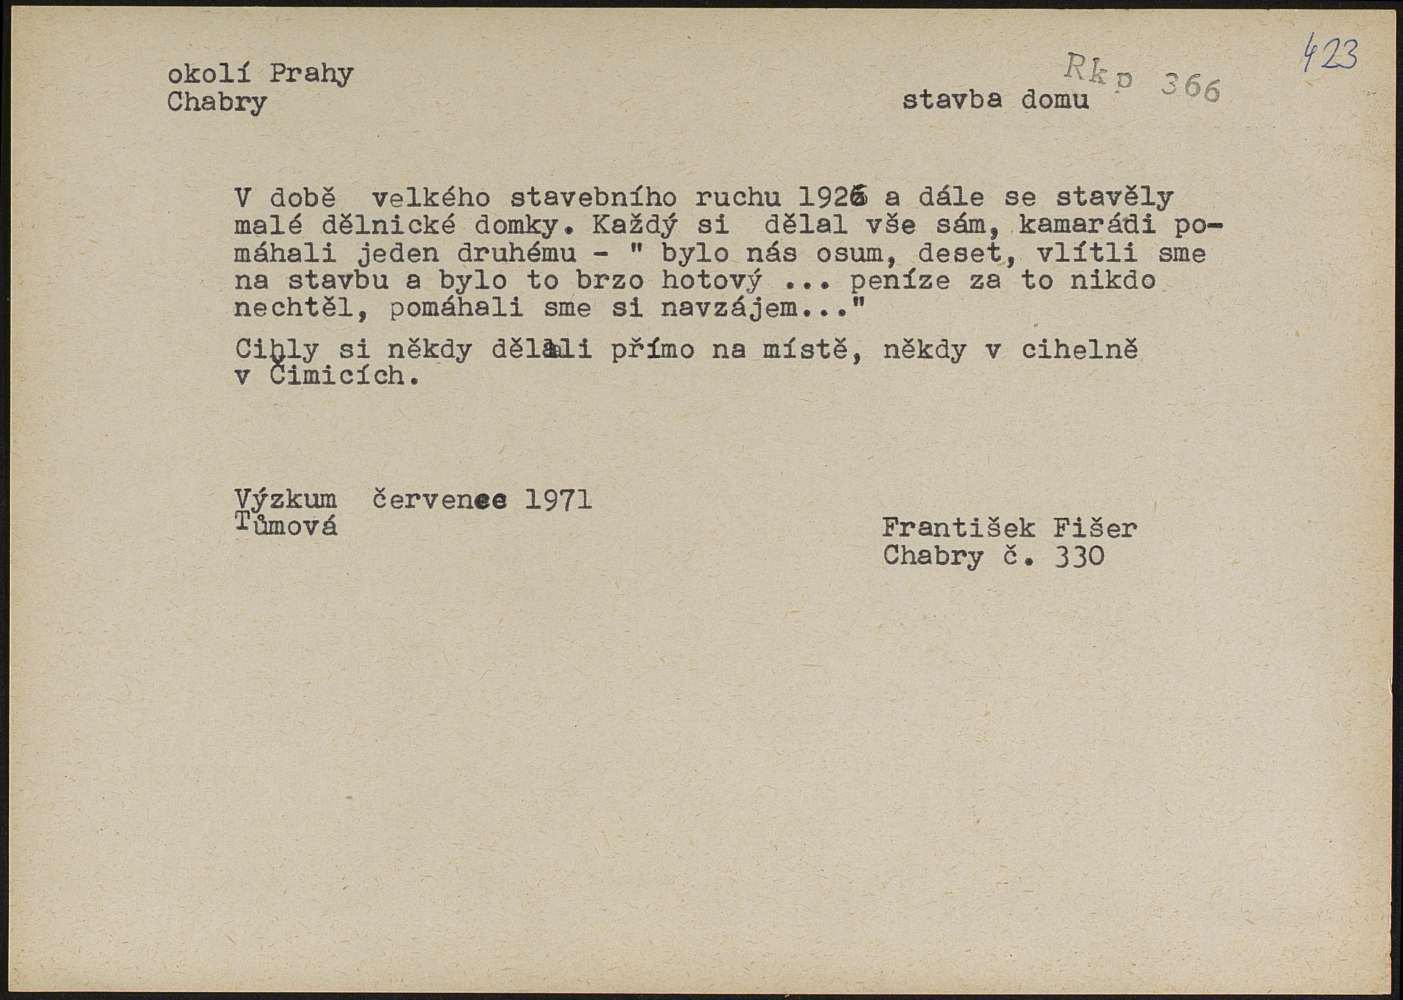 423
okolí Prahy
Chabry
Rkp 366
stavba domu
V době velkého stavebního ruchu 1926 a dále se stavěly
malé dělnické domky. Každý si dělal vše sám, kamarádi po-
máhali jeden druhému - " bylo nás osum, deset, vlítli sme
na stavbu a bylo to brzo hotový ... peníze za to nikdo
nechtěl, pomáhali sme si navzájem..."
Cihly si někdy dělali přímo na místě, někdy v cihelně
v Čimicích.
Výzkum červenec 1971
Tůmová
František Fišer
Chabry č. 330